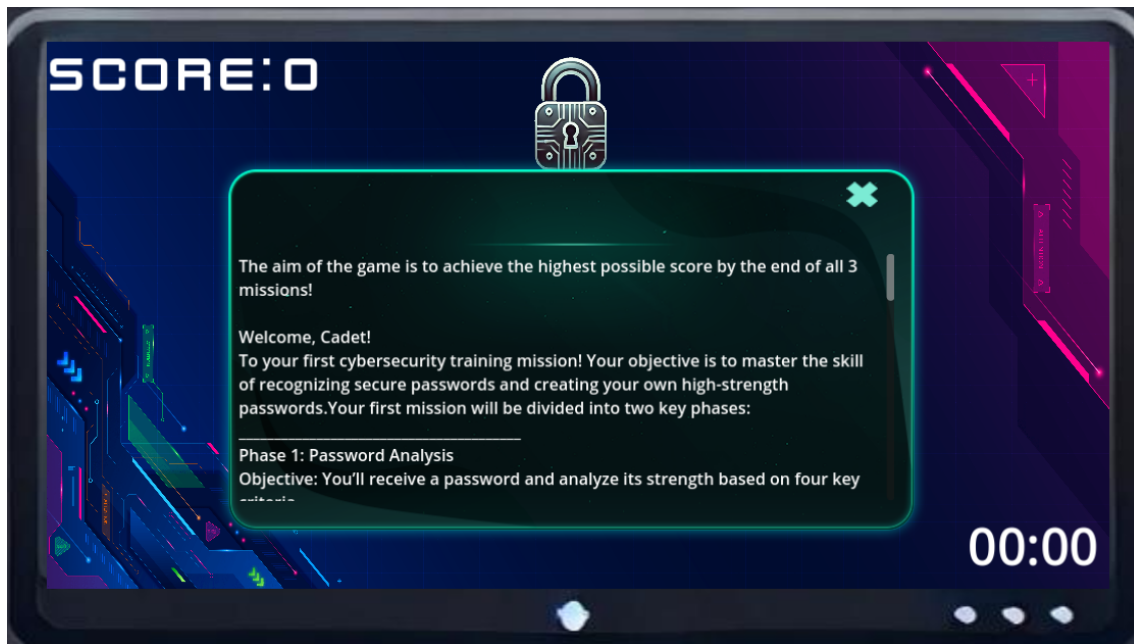 SCORE:0
The aim of the game is to achieve the highest possible score by the end of all 3
missions!
Welcome, Cadet!
To your first cybersecurity training mission! Your objective is to master the skill
of recognizing secure passwords and creating your own high-strength
passwords.Your first mission will be divided into two key phases:
Phase 1: Password Analysis
Objective: You’ll receive a password and analyze its strength based on four key
00:00